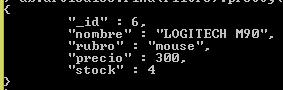 {
"_id" : 6,
"nombre" : "LOGITECH M90",
"rubro" : "mouse",
"precio" : 300,
"stock" : 4
}